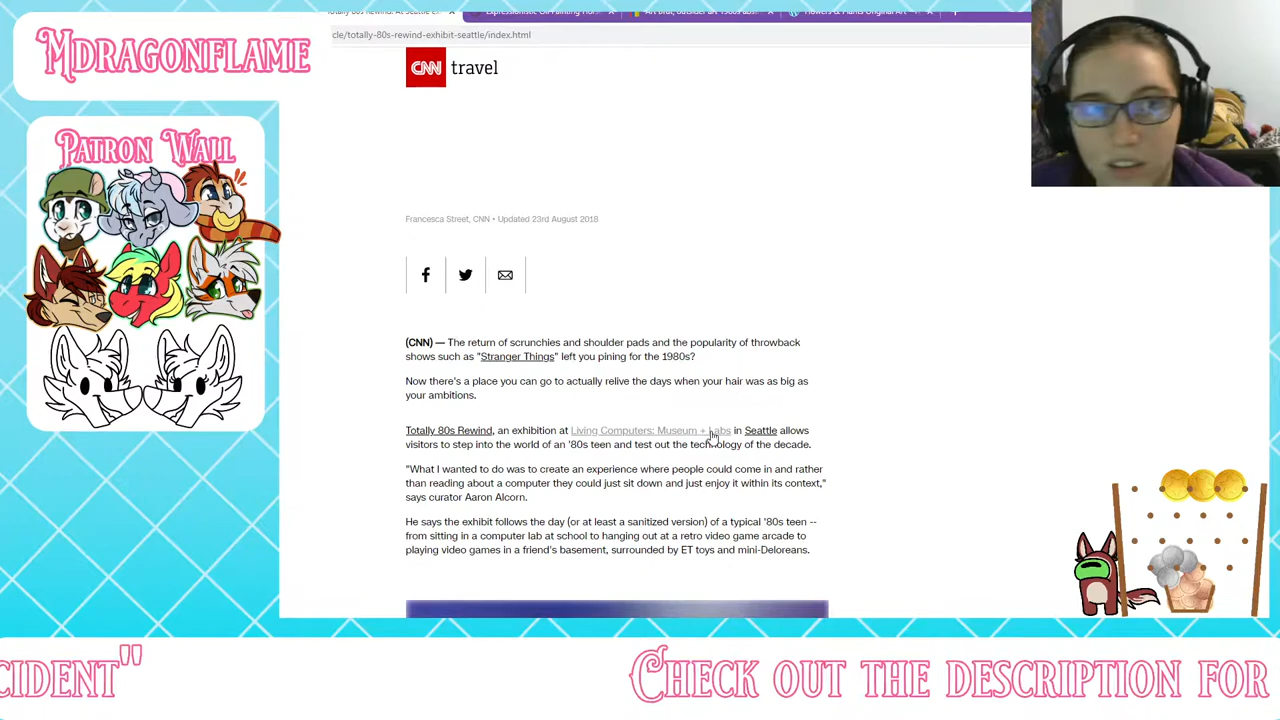 Mdragonflame
Patron Wall
Totally 80s Rewind: At Seattle E
Expressionistic Oil Painting
cle/totally-80s-rewind-exhibit-seattle/index.html
CNN travel
Francesca Street, CNN • Updated 23rd August 2018
(CNN) — The return of scrunchies and shoulder pads and the popularity of throwback
shows such as "Stranger Things" left you pining for the 1980s?
Now there's a place you can go to actually relive the days when your hair was as big as
your ambitions.
Totally 80s Rewind, an exhibition at Living Computers: Museum + Labs in Seattle allows
visitors to step into the world of an '80s teen and test out the technology of the decade.
"What I wanted to do was to create an experience where people could come in and rather
than reading about a computer they could just sit down and just enjoy it within its context,"
says curator Aaron Alcorn.
He says the exhibit follows the day (or at least a sanitized version) of a typical '80s teen --
from sitting in a computer lab at school to hanging out at a retro video game arcade to
playing video games in a friend's basement, surrounded by ET toys and mini-Deloreans.
cident"
Check out the description for